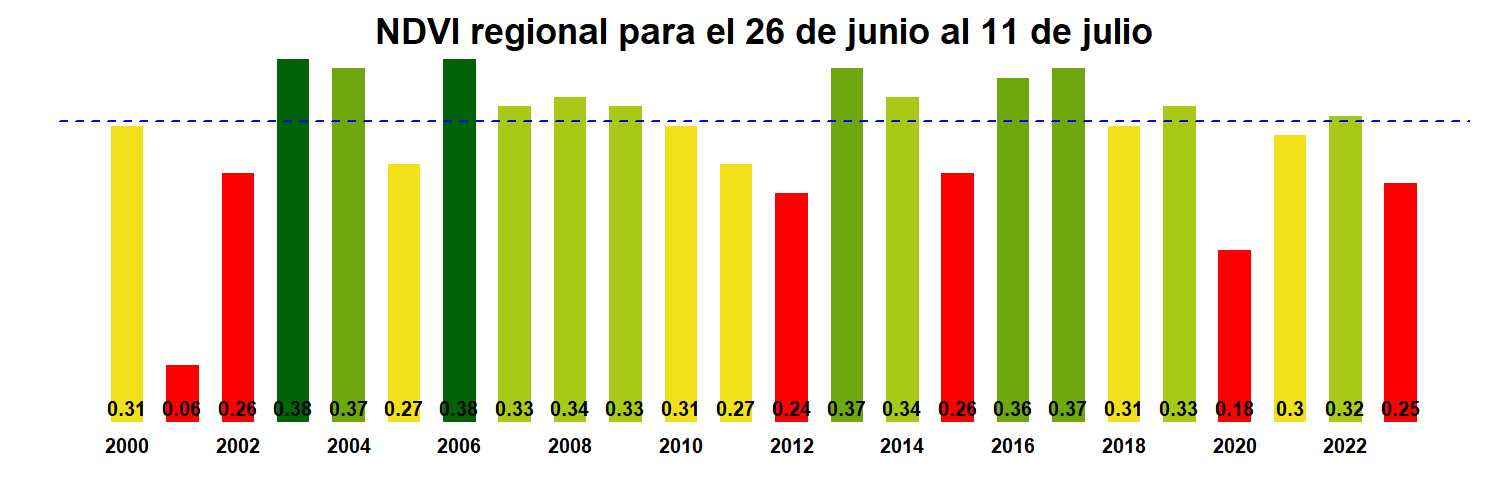 NDVI regional para el 26 de junio al 11 de julio
0.31 0.06 0.26 0.38 0.37 0.27 0.38 0.33 0.34 0.33 0.31 0.27 0.24 0.37 0.34 0.26 0.36 0.37 0.31 0.33 0.18 0.3 0.32 0.25
2000 2002 2004 2006 2008 2010 2012 2014 2016 2018 2020 2022